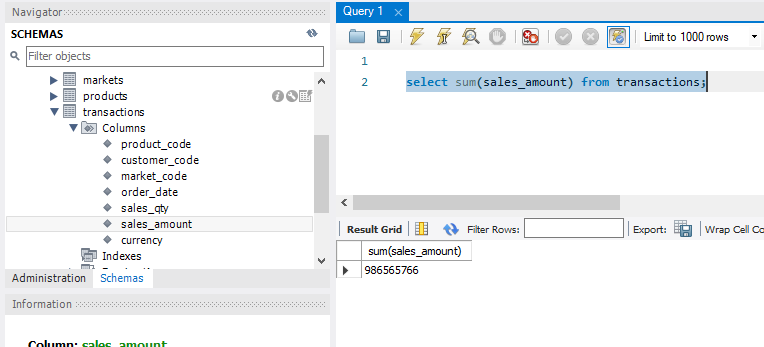 Navigator
SCHEMAS
Filter objects
markets
products
transactions
Columns
product_code
customer_code
market_code
order_date
sales_qty
sales_amount
currency
Indexes
Administration Schemas
Information
Column: sales_amount
Query 1
Limit to 1000 rows
1
2 select sum(sales_amount) from transactions;
Result Grid Filter Rows: Export: Wrap Cell Co
sum(sales_amount)
986565766